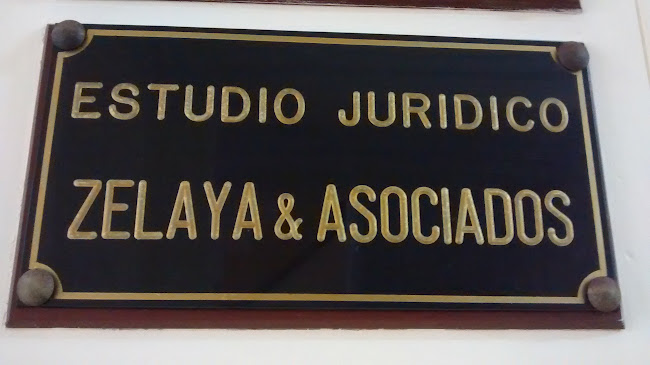 ESTUDIO JURIDICO
ZELAYA & ASOCIADOS